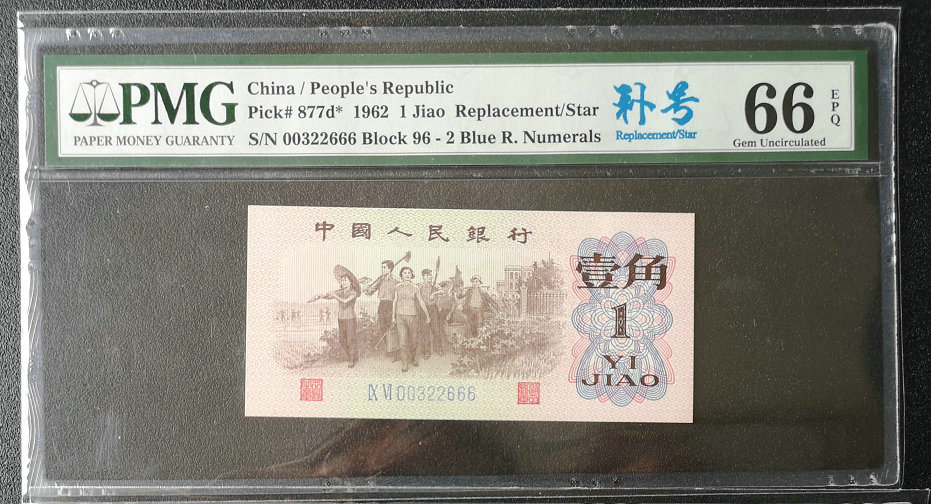 PMG
PAPER MONEY GUARANTY
China / People's Republic
Pick# 877d* 1962 1 Jiao Replacement/Star
S/N 00322666 Block 96 - 2 Blue R. Numerals
补号
Replacement/Star
66
EPQ
Gem Uncirculated
中國人民銀行
壹角
1
YI
JIAO
IX VI 00322666